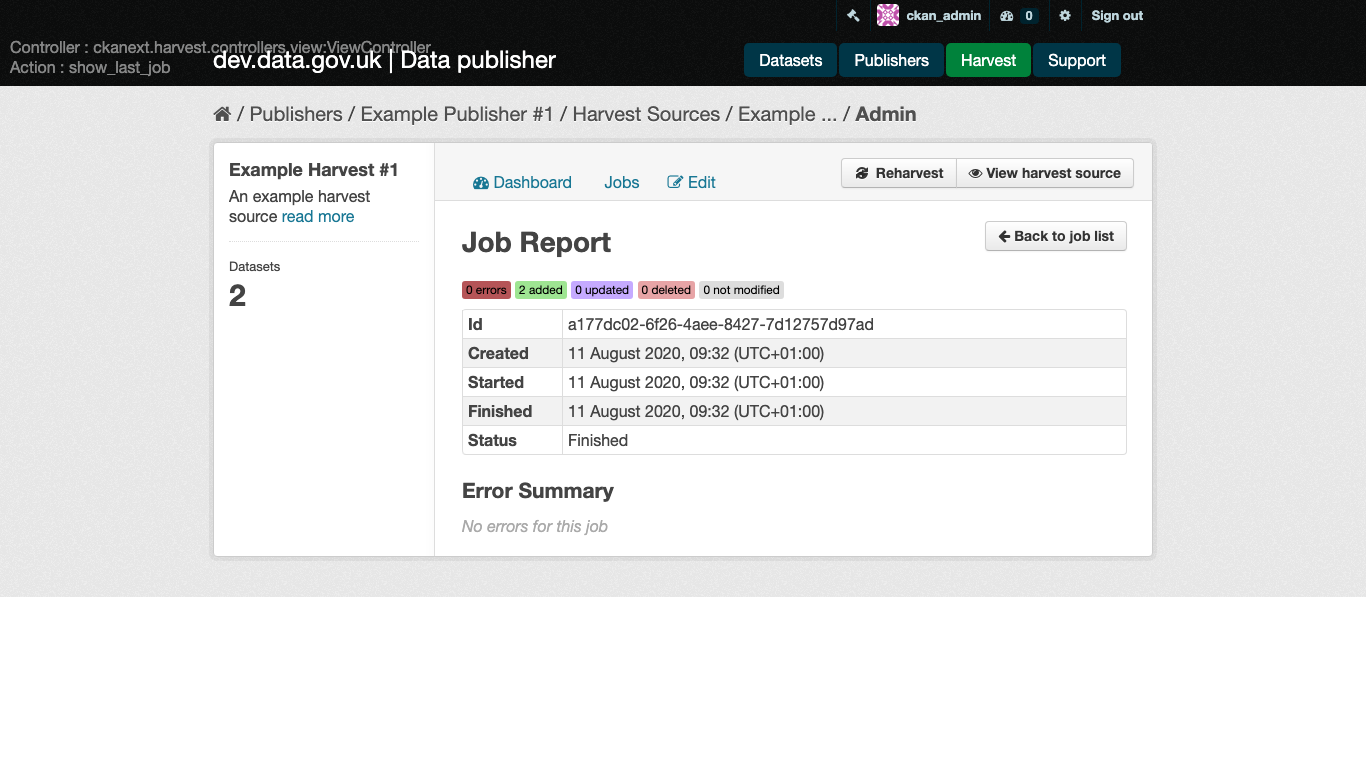 ckan_admin 0 Sign out
Controller : ckanext.harvest.controllers.view:ViewController
Action : show_last_job
dev.data.gov.uk | Data publisher
Datasets Publishers Harvest Support
/ Publishers / Example Publisher #1 / Harvest Sources / Example ... / Admin
Example Harvest #1
An example harvest
source read more
Datasets
2
Dashboard Jobs Edit
Reharvest View harvest source
Job Report
Back to job list
0 errors 2 added 0 updated 0 deleted 0 not modified
Id a177dc02-6f26-4aee-8427-7d12757d97ad
Created 11 August 2020, 09:32 (UTC+01:00)
Started 11 August 2020, 09:32 (UTC+01:00)
Finished 11 August 2020, 09:32 (UTC+01:00)
Status Finished
Error Summary
No errors for this job